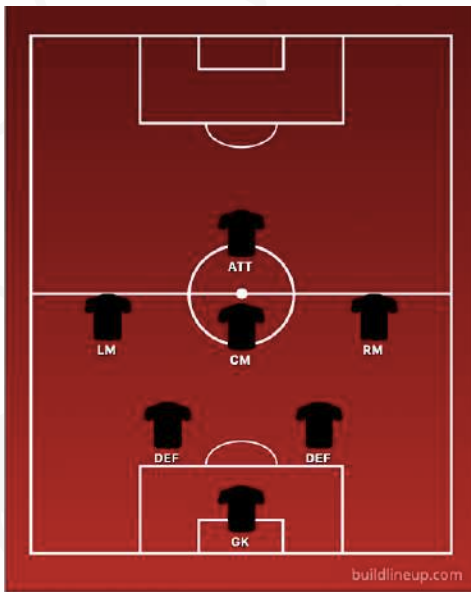 ATT
LM
CM
RM
DEF
DEF
GK
buildlineup.com